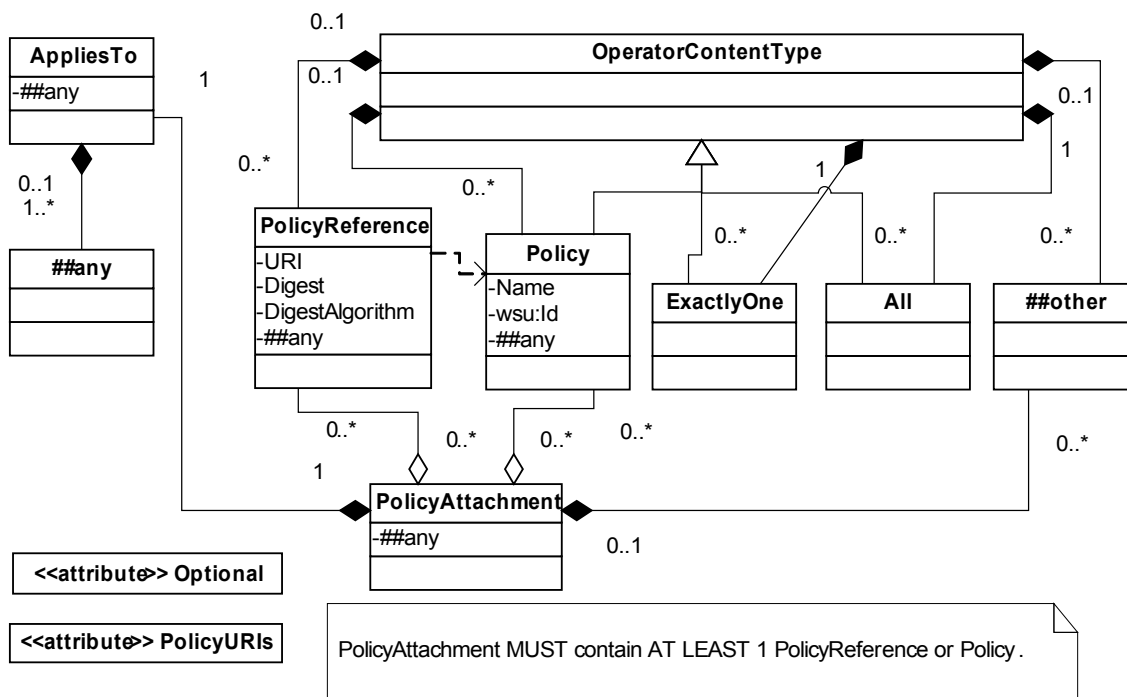 0..1
AppliesTo
-##any
1
OperatorContentType
0..1
0..1
0..1
1..*
0..*
0..*
1
1
PolicyReference
-URI
-Digest
-DigestAlgorithm
-##any
Policy
-Name
-wsu:Id
-##any
0..*
0..*
0..*
##any
ExactlyOne
All
##other
0..*
0..*
0..*
0..*
0..*
1
PolicyAttachment
-##any
0..1
<<attribute>> Optional
<<attribute>> PolicyURIs
PolicyAttachment MUST contain AT LEAST 1 PolicyReference or Policy.